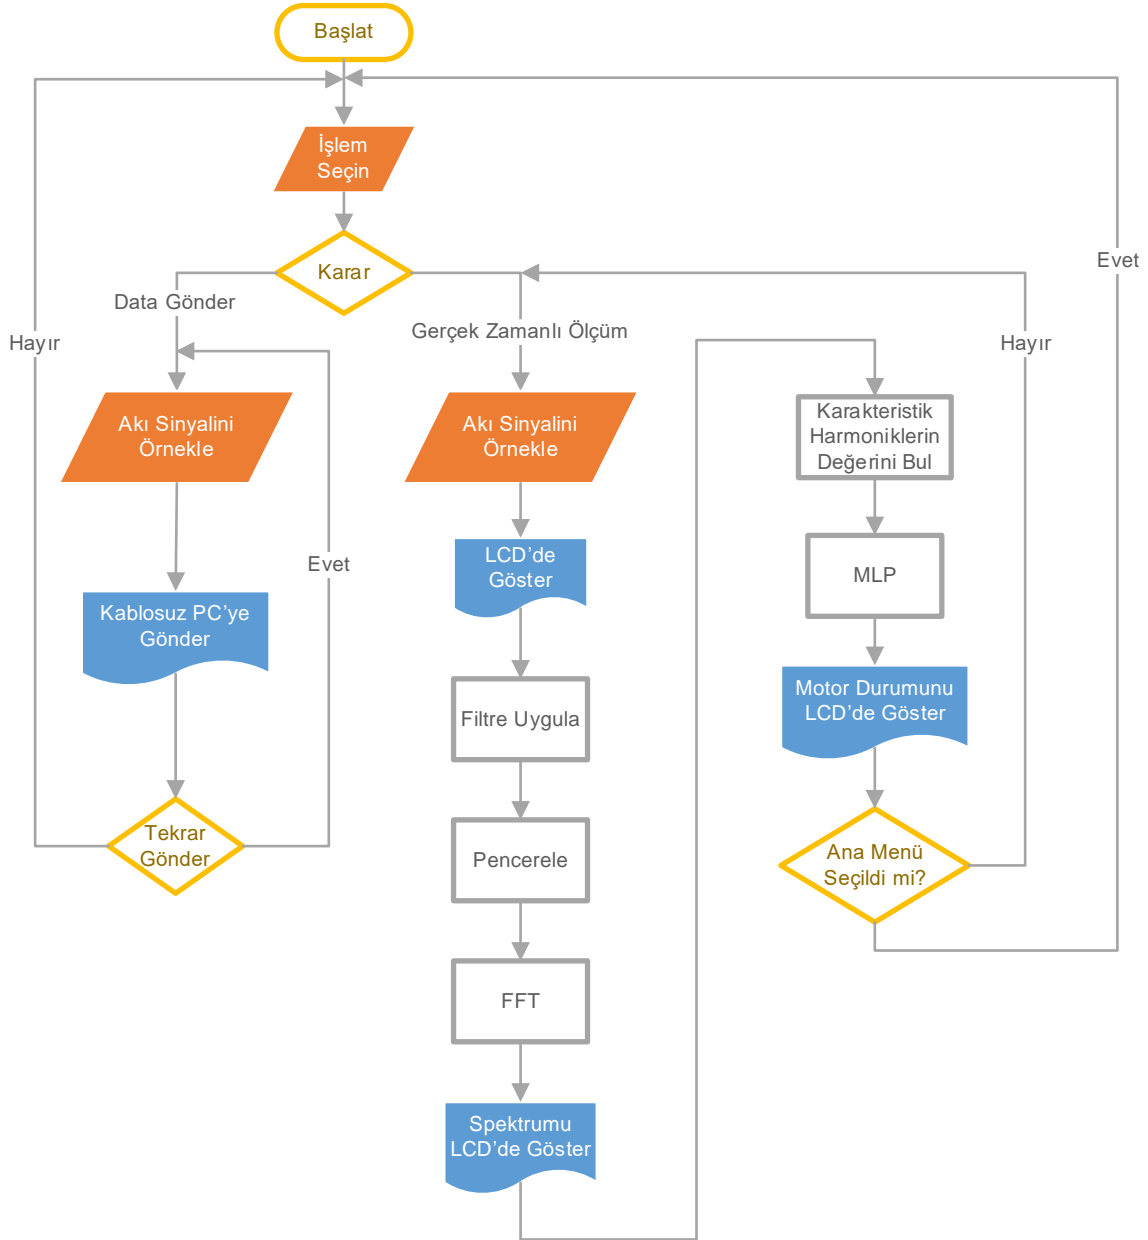 Başlat
İşlem
Seçin
Karar
Data Gönder
Gerçek Zamanlı Ölçüm
Evet
Hayır
Hayır
Akı Sinyalini
Örnekle
Akı Sinyalini
Örnekle
Karakteristik
Harmoniklerin
Değerini Bul
Evet
LCD’de
Göster
MLP
Kablosuz PC’ye
Gönder
Filtre Uygula
Motor Durumunu
LCD’de Göster
Tekrar
Gönder
Pencerele
Ana Menü
Seçildi mi?
FFT
Spektrumu
LCD’de Göster